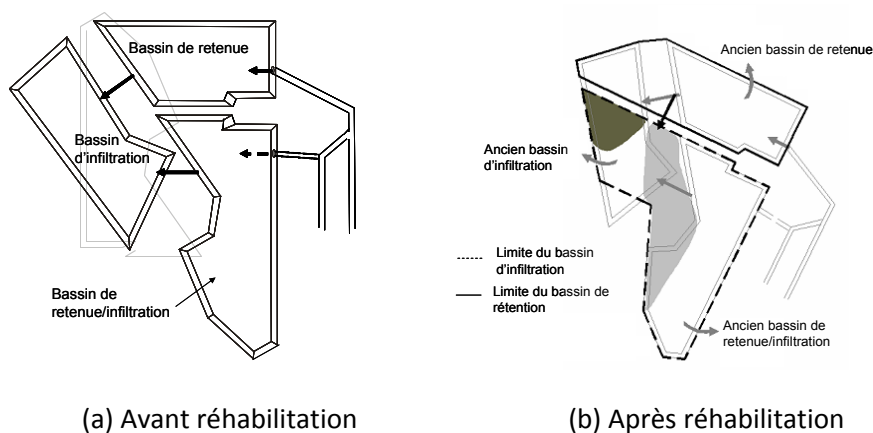 Bassin de retenue
Bassin
d'infiltration
Bassin de
retenue/infiltration
(a) Avant réhabilitation
Ancien bassin de retenue
Ancien bassin
d'infiltration
Limite du bassin
d'infiltration
Limite du bassin de
rétention
Ancien bassin de
retenue/infiltration
(b) Après réhabilitation